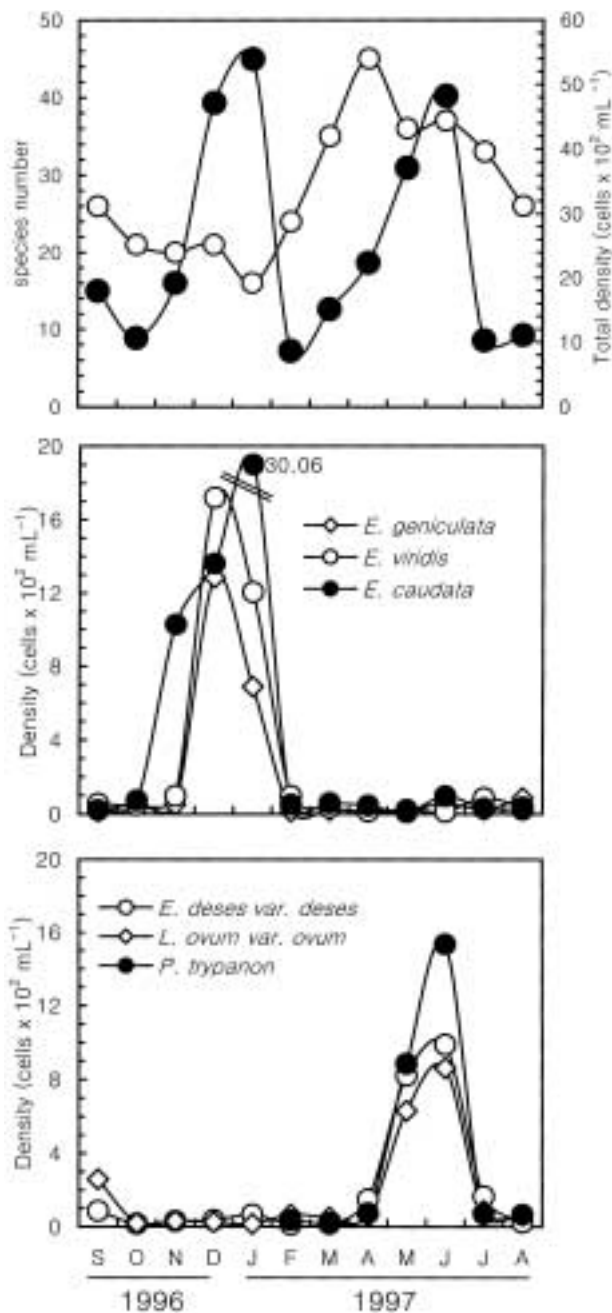 50
40
30
20
10
0
species number
60
50
40
30
20
10
0
Total density (cells x 10² mL⁻¹)
20
16
12
8
4
0
Density (cells x 10² mL⁻¹)
30.06
E. geniculata
E. viridis
E. caudata
20
16
12
8
4
0
Density (cells x 10² mL⁻¹)
E. deses var. deses
L. ovum var. ovum
P. trypanon
S O N D J F M A M J J A
1996 1997